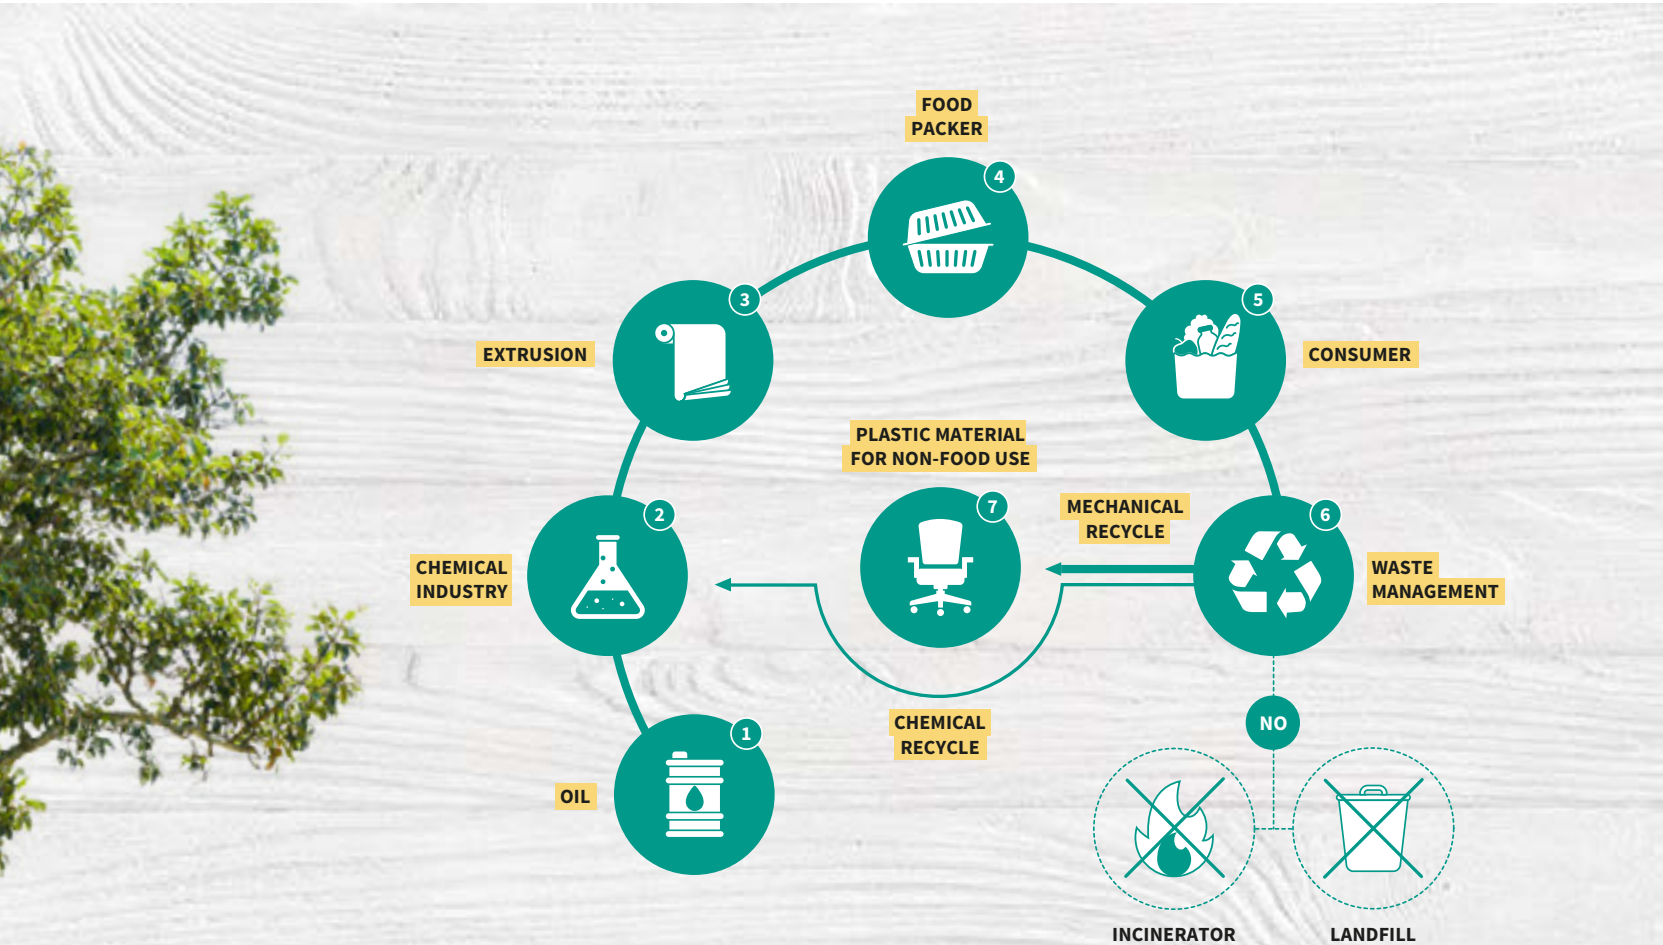 FOOD
PACKER
4
3
5
EXTRUSION
CONSUMER
PLASTIC MATERIAL
FOR NON-FOOD USE
7
MECHANICAL
RECYCLE
2
6
CHEMICAL
INDUSTRY
WASTE
MANAGEMENT
CHEMICAL
RECYCLE
NO
1
OIL
INCINERATOR
LANDFILL